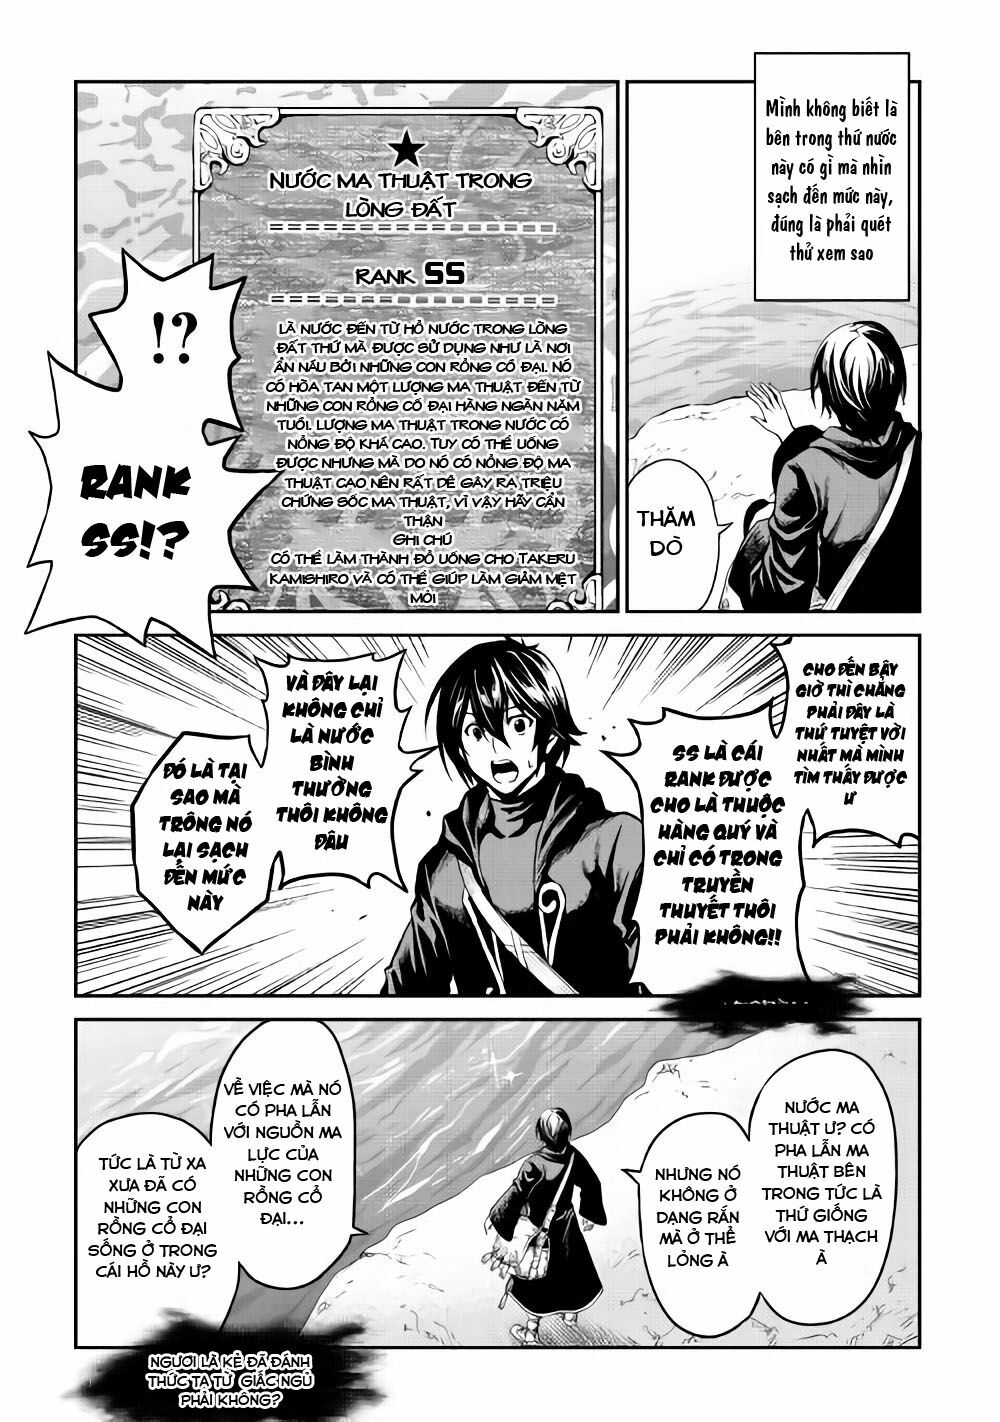 Mình không biết là
bên trong thứ nước
này có gì mà nhìn
sạch đến mức này,
đúng là phải quét
thử xem sao
THĂM
DÒ
★
NƯỚC MA THUẬT TRONG
LÒNG ĐẤT
RANK SS
LÀ NƯỚC ĐẾN TỪ HỒ NƯỚC TRONG LÒNG
ĐẤT THỨ MÀ ĐƯỢC SỬ DỤNG NHƯ LÀ NƠI
ẨN NÁU BỞI NHỮNG CON RỒNG CỔ ĐẠI. NÓ
CÓ HÒA TAN MỘT LƯỢNG MA THUẬT ĐẾN TỪ
NHỮNG CON RỒNG CỔ ĐẠI HÀNG NGÀN NĂM
TUỔI. LƯỢNG MA THUẬT TRONG NƯỚC CÓ
NỒNG ĐỘ KHÁ CAO. TUY CÓ THỂ UỐNG
ĐƯỢC NHƯNG MÀ DO NÓ CÓ NỒNG ĐỘ MA
THUẬT CAO NÊN RẤT DỄ GÂY RA TRIỆU
CHỨNG SỐC MA THUẬT, VÌ VẬY HÃY CẨN
THẬN
GHI CHÚ
CÓ THỂ LÀM THÀNH ĐỒ UỐNG CHO TAKERU
KAMISHIRO VÀ CÓ THỂ GIÚP LÀM GIẢM MỆT
MỎI
!?
RANK
SS!?
CHO ĐẾN BÂY
GIỜ THÌ CHẲNG
PHẢI ĐÂY LÀ
THỨ TUYỆT VỜI
NHẤT MÀ MÌNH
TÌM THẤY ĐƯỢC
Ư
SS LÀ CÁI
RANK ĐƯỢC
CHO LÀ THUỘC
HÀNG QUÝ VÀ
CHỈ CÓ TRONG
TRUYỀN
THUYẾT THÔI
PHẢI KHÔNG!!
VÀ ĐÂY LẠI
KHÔNG CHỈ
LÀ NƯỚC
BÌNH
THƯỜNG
THÔI KHÔNG
ĐÂU
ĐÓ LÀ TẠI
SAO MÀ
TRÔNG NÓ
LẠI SẠCH
ĐẾN MỨC
NÀY
NƯỚC MA
THUẬT Ư? CÓ
PHA LẪN MA
THUẬT BÊN
TRONG TỨC LÀ
THỨ GIỐNG
VỚI MA THẠCH
À
NHƯNG NÓ
KHÔNG Ở
DẠNG RẮN
MÀ Ở THỂ
LỎNG À
VỀ VIỆC MÀ NÓ
CÓ PHA LẪN
VỚI NGUỒN MA
LỰC CỦA
NHỮNG CON
RỒNG CỔ
ĐẠI...
TỨC LÀ TỪ XA
XƯA ĐÃ CÓ
NHỮNG CON
RỒNG CỔ ĐẠI
SỐNG Ở TRONG
CÁI HỒ NÀY Ư?
NGƯƠI LÀ KẺ ĐÃ ĐÁNH
THỨC TA TỪ GIẤC NGỦ
PHẢI KHÔNG?